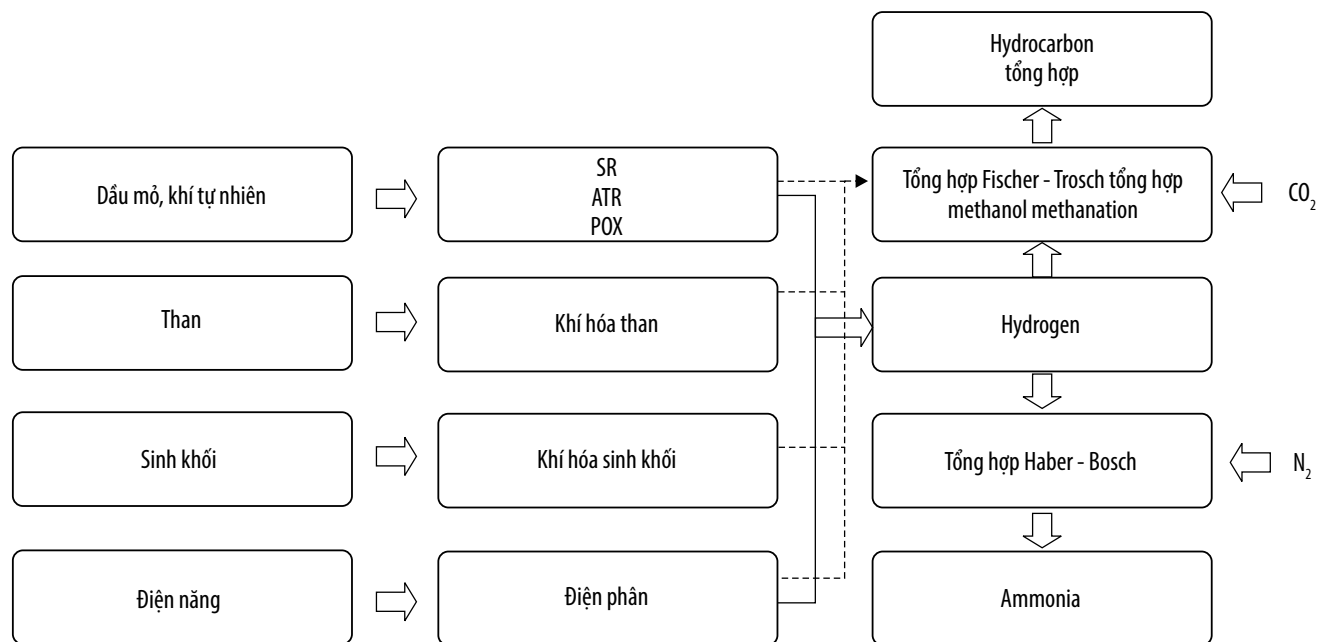 Hydrocarbon
tổng hợp
Dầu mỏ, khí tự nhiên
SR
ATR
POX
Tổng hợp Fischer - Trosch tổng hợp
methanol methanation
CO₂
Than
Khí hóa than
Hydrogen
Sinh khối
Khí hóa sinh khối
Tổng hợp Haber - Bosch
N₂
Điện năng
Điện phân
Ammonia